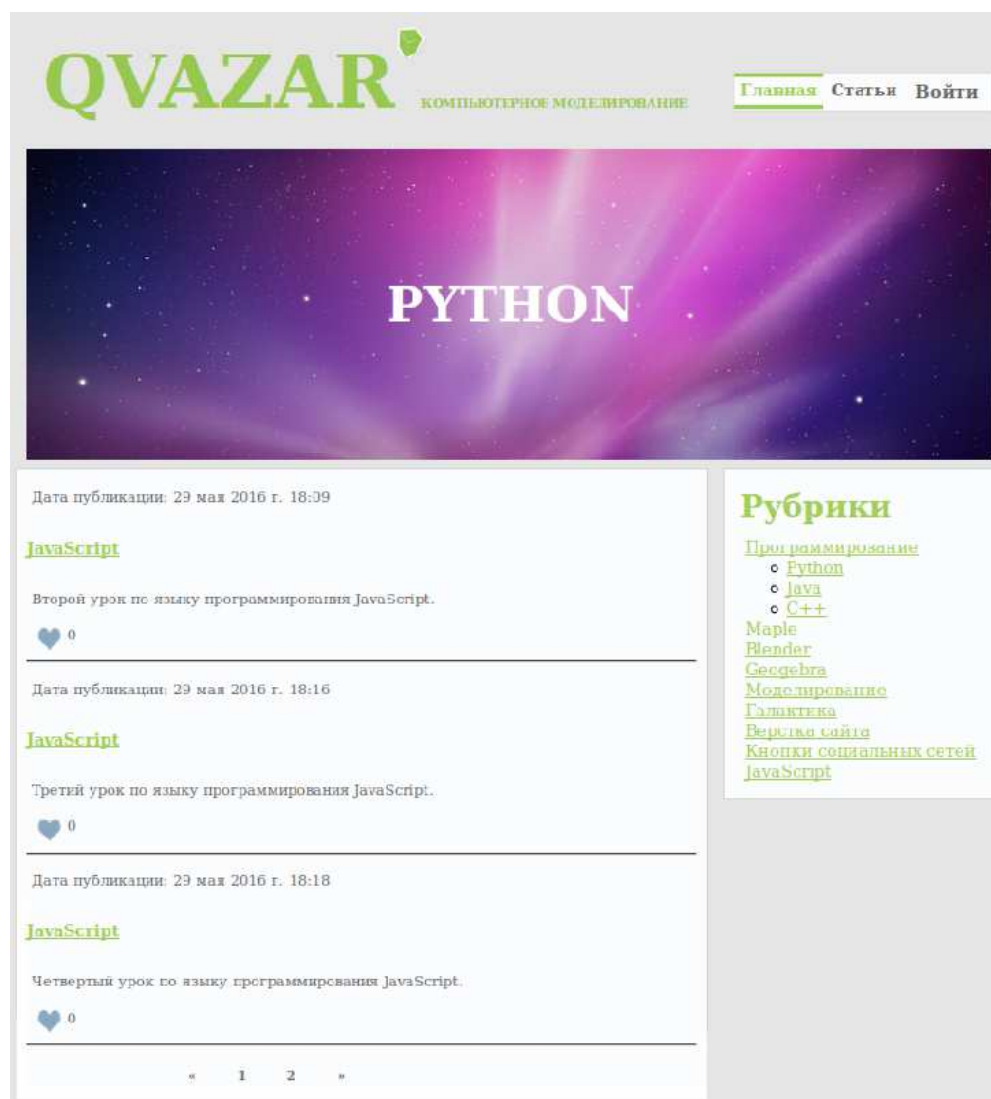 QVAZAR
КОМПЬЮТЕРНОЕ МОДЕЛИРОВАНИЕ
Главная Статьи Войти
PYTHON
Дата публикации: 29 мая 2016 г. 18:09
JavaScript
Второй урок по языку программирования JavaScript.
0
Дата публикации: 29 мая 2016 г. 18:16
JavaScript
Третий урок по языку программирования JavaScript.
0
Дата публикации: 29 мая 2016 г. 18:18
JavaScript
Четвертый урок по языку программирования JavaScript.
0
« 1 2 »
Рубрики
Программирование
Python
Java
C++
Maple
Blender
Geogebra
Моделирование
Галактика
Верстка сайта
Кнопки социальных сетей
JavaScript